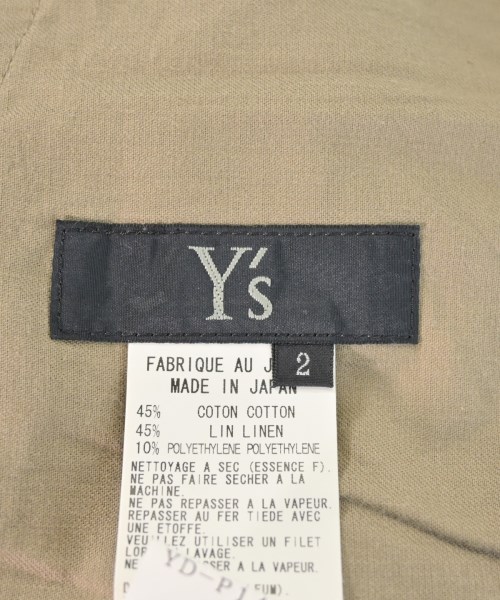 Y's
2
FABRIQUE AU J
MADE IN JAPAN
45% COTON COTTON
45% LIN LINEN
10% POLYETHYLENE POLYETHYLENE
NETTOYAGE A SEC (ESSENCE F).
NE PAS FAIRE SECHER A LA
MACHINE.
NE PAS REPASSER A LA VAPEUR.
REPASSER AU FER TIEDE AVEC
UNE ETOFFE.
VEUILLEZ UTILISER UN FILET
LAVAGE.
NE A LA VAPEUR.
YD-P1